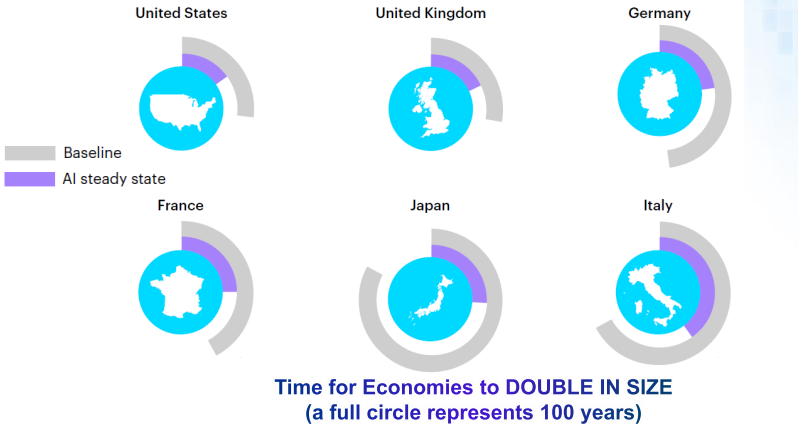 United States
United Kingdom
Germany
Baseline
AI steady state
France
Japan
Italy
Time for Economies to DOUBLE IN SIZE
(a full circle represents 100 years)